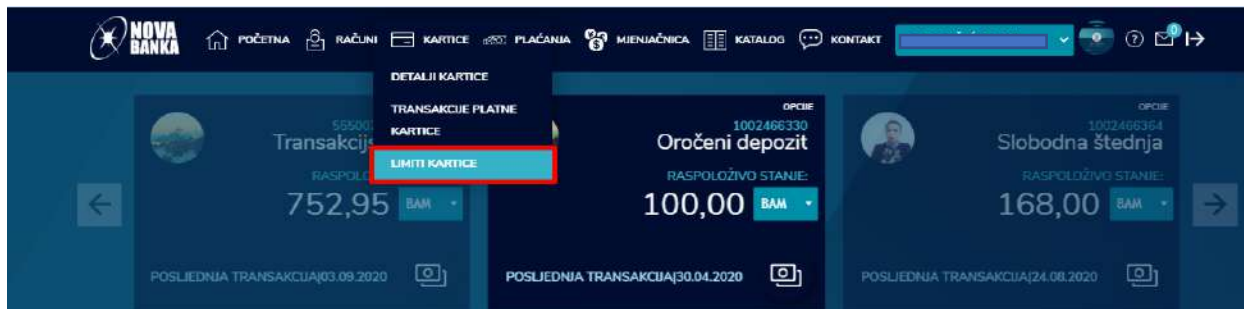 NOVA
BANKA
POČETNA
RAČUNI
KARTICE
PLAĆANJA
MJENJAČNICA
KATALOG
KONTAKT
0
DETALJI KARTICE
TRANSAKCIJE PLATNE
KARTICE
LIMITI KARTICE
752,95 BAM
POSLJEDNJA TRANSAKCIJA|03.09.2020
OPCIJE
1002466330
Oročeni depozit
RASPOLOŽIVO STANJE:
100,00 BAM
POSLJEDNJA TRANSAKCIJA|30.04.2020
OPCIJE
1002466364
Slobodna štednja
RASPOLOŽIVO STANJE:
168,00 BAM
POSLJEDNJA TRANSAKCIJA|24.08.2020